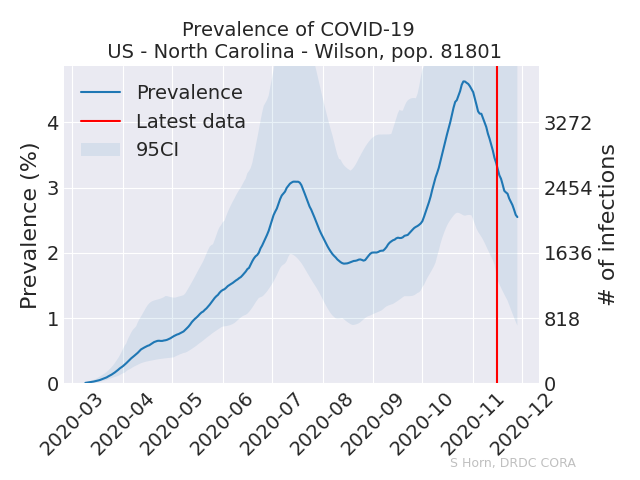 Prevalence of COVID-19
US - North Carolina - Wilson, pop. 81801
Prevalence
Latest data
95CI
Prevalence (%)
4
3
2
1
0
3272
2454
1636
818
0
# of infections
2020-03
2020-04
2020-05
2020-06
2020-07
2020-08
2020-09
2020-10
2020-11
2020-12
S Horn, DRDC CORA